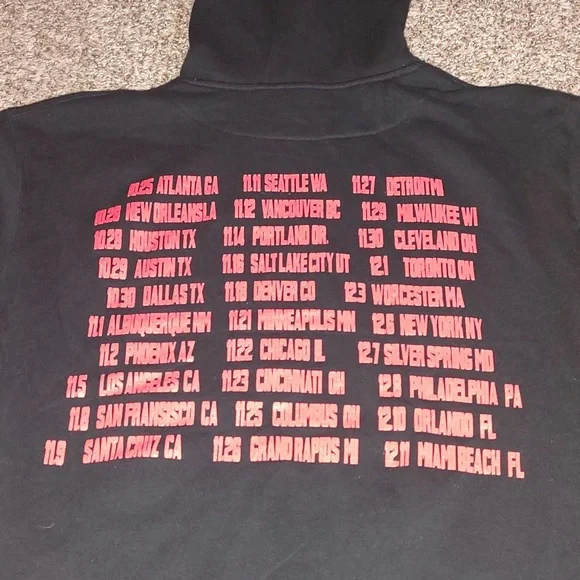 10.25 ATLANTA GA 11.11 SEATTLE WA 11.27 DETROIT MI
10.26 NEW ORLEANS LA 11.12 VANCOUVER BC 11.29 MILWAUKEE WI
10.28 HOUSTON TX 11.14 PORTLAND OR. 11.30 CLEVELAND OH
10.29 AUSTIN TX 11.16 SALT LAKE CITY UT 12.1 TORONTO ON
10.30 DALLAS TX 11.18 DENVER CO 12.3 WORCESTER MA
11.1 ALBUQUERQUE NM 11.21 MINNEAPOLIS MN 12.6 NEW YORK NY
11.2 PHOENIX AZ 11.22 CHICAGO IL 12.7 SILVER SPRING MD
11.5 LOS ANGELES CA 11.23 CINCINNATI OH 12.8 PHILADELPHIA PA
11.8 SAN FRANSISCO CA 11.25 COLUMBUS OH 12.10 ORLANDO FL
11.9 SANTA CRUZ CA 11.26 GRAND RAPIDS MI 12.11 MIAMI BEACH FL